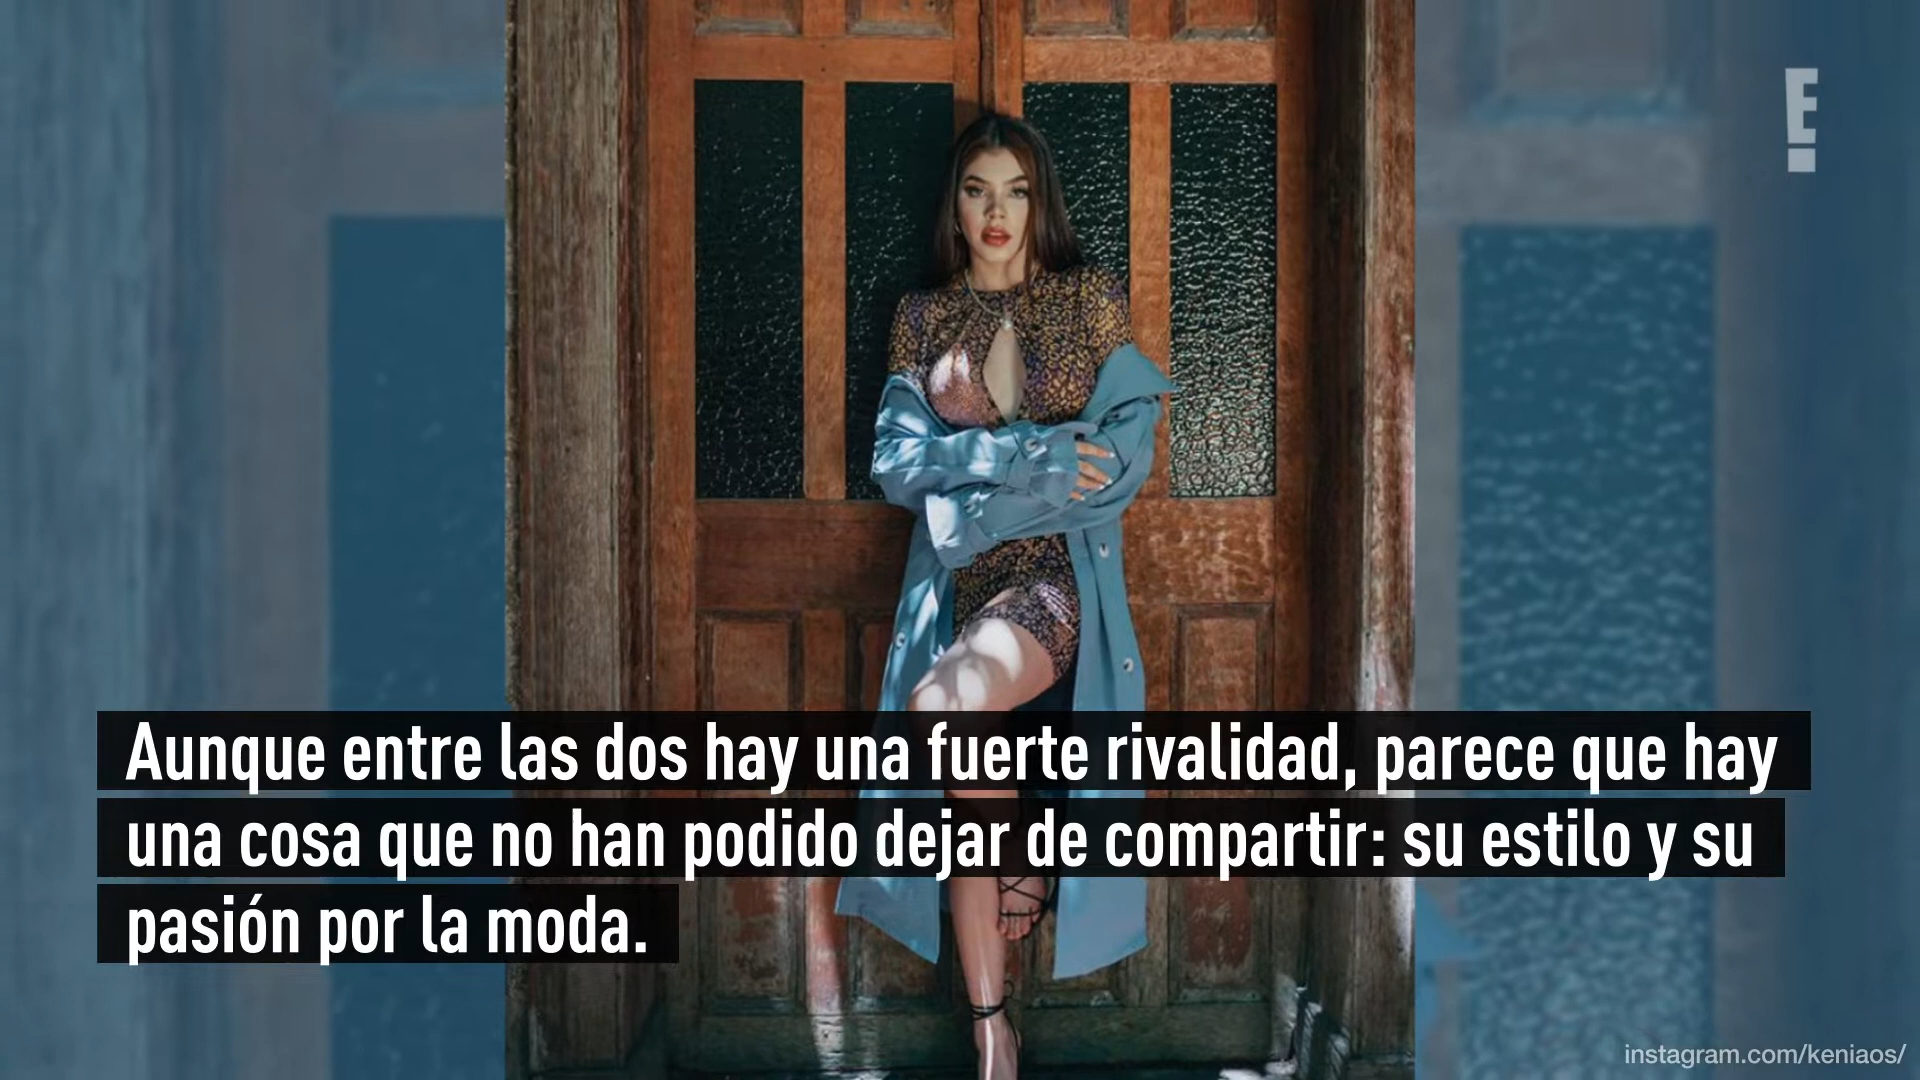 E!
Aunque entre las dos hay una fuerte rivalidad, parece que hay
una cosa que no han podido dejar de compartir: su estilo y su
pasión por la moda.
instagram.com/keniaos/